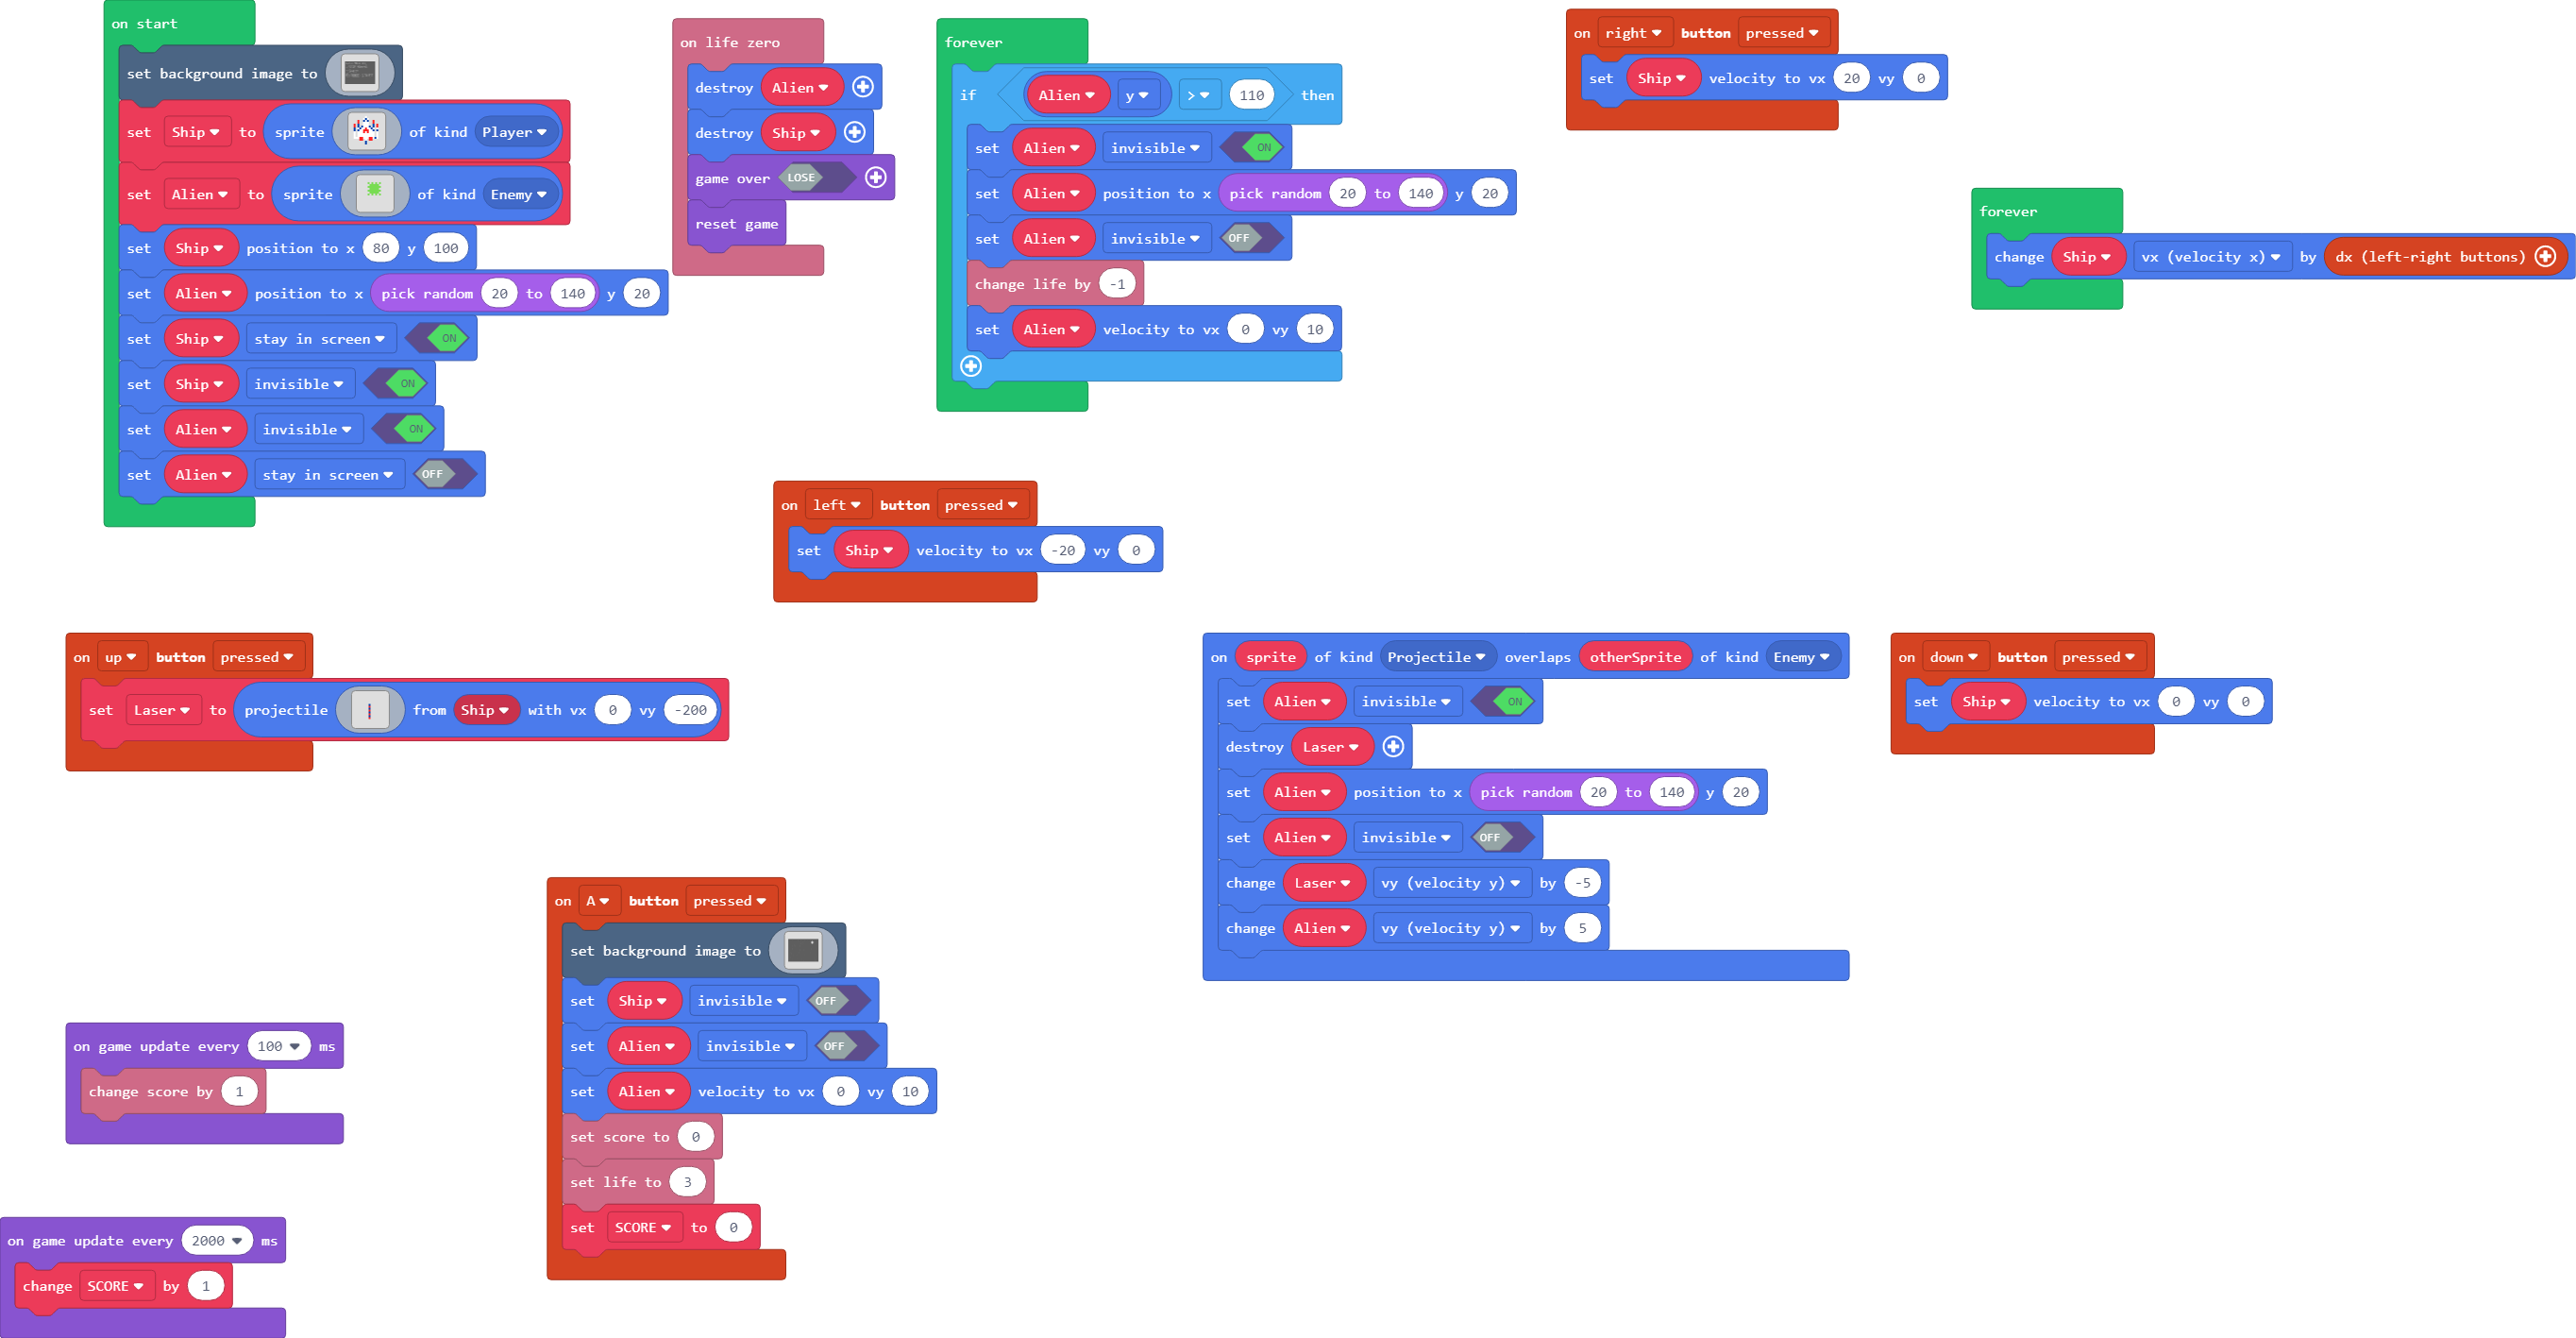 on start
set background image to
set Ship to sprite of kind Player
set Alien to sprite of kind Enemy
set Ship position to x 80 y 100
set Alien position to x pick random 20 to 140 y 20
set Ship stay in screen ON
set Ship invisible ON
set Alien invisible ON
set Alien stay in screen OFF
on life zero
destroy Alien
destroy Ship
game over LOSE
reset game
forever
if Alien y > 110 then
set Alien invisible ON
set Alien position to x pick random 20 to 140 y 20
set Alien invisible OFF
change life by -1
set Alien velocity to vx 0 vy 10
on right button pressed
set Ship velocity to vx 20 vy 0
forever
change Ship vx (velocity x) by dx (left-right buttons)
on left button pressed
set Ship velocity to vx -20 vy 0
on up button pressed
set Laser to projectile from Ship with vx 0 vy -200
on sprite of kind Projectile overlaps otherSprite of kind Enemy
set Alien invisible ON
destroy Laser
set Alien position to x pick random 20 to 140 y 20
set Alien invisible OFF
change Laser vy (velocity y) by -5
change Alien vy (velocity y) by 5
on down button pressed
set Ship velocity to vx 0 vy 0
on A button pressed
set background image to
set Ship invisible OFF
set Alien invisible OFF
set Alien velocity to vx 0 vy 10
set score to 0
set life to 3
set SCORE to 0
on game update every 100 ms
change score by 1
on game update every 2000 ms
change SCORE by 1